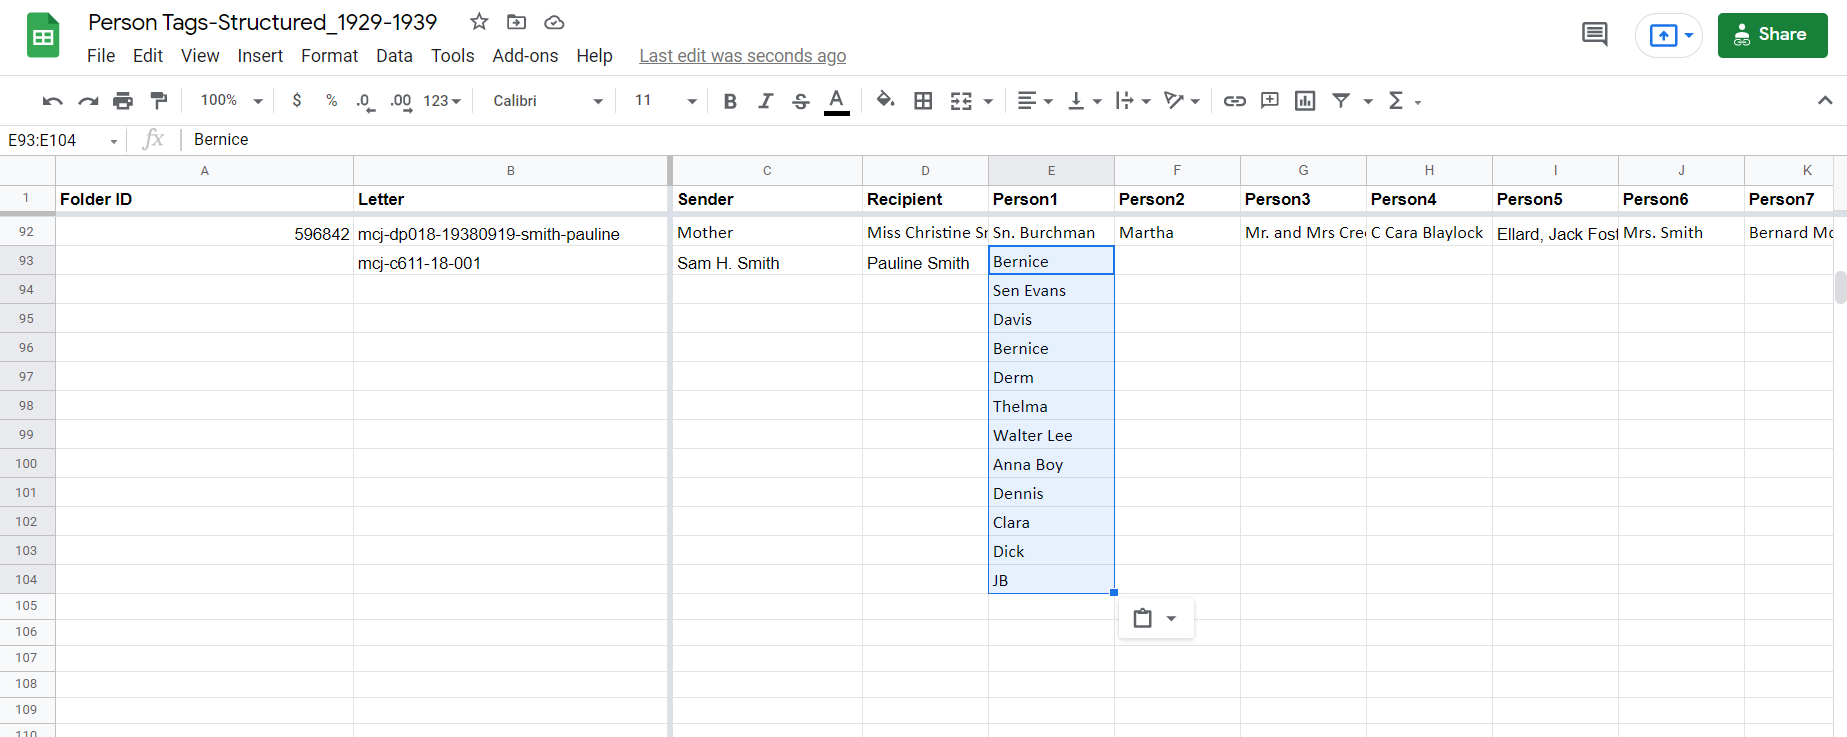 Person Tags-Structured_1929-1939
File Edit View Insert Format Data Tools Add-ons Help Last edit was seconds ago
Share
100% $ % .0 .00 123 Calibri 11 B I S A
E93:E104 fx Bernice
A B C D E F G H I J K
1 Folder ID Letter Sender Recipient Person1 Person2 Person3 Person4 Person5 Person6 Person7
92 596842 mcj-dp018-19380919-smith-pauline Mother Miss Christine Sr Sn. Burchman Martha Mr. and Mrs Cre C Cara Blaylock Ellard, Jack Fost Mrs. Smith Bernard Mc
93 mcj-c611-18-001 Sam H. Smith Pauline Smith Bernice
94 Sen Evans
95 Davis
96 Bernice
97 Derm
98 Thelma
99 Walter Lee
100 Anna Boy
101 Dennis
102 Clara
103 Dick
104 JB
105
106
107
108
109
110